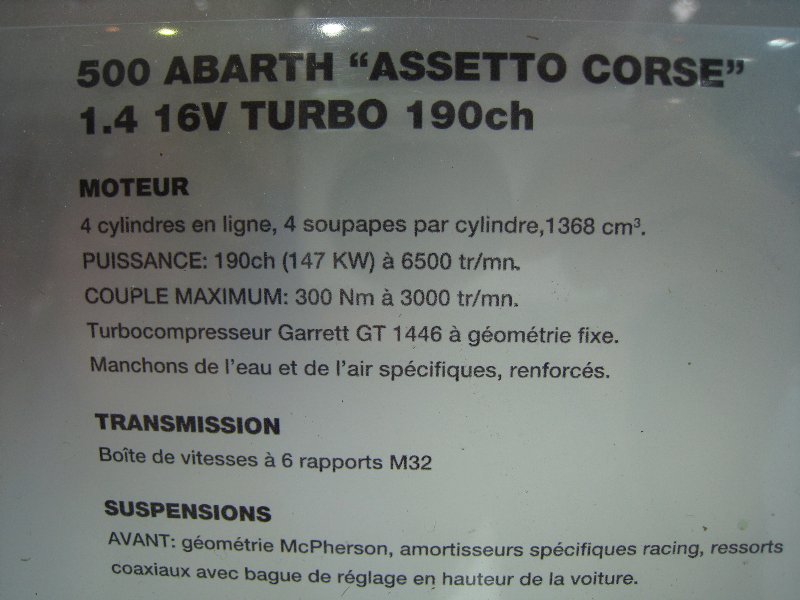 500 ABARTH “ASSETTO CORSE”
1.4 16V TURBO 190ch
MOTEUR
4 cylindres en ligne, 4 soupapes par cylindre,1368 cm³.
PUISSANCE: 190ch (147 KW) à 6500 tr/mn.
COUPLE MAXIMUM: 300 Nm à 3000 tr/mn.
Turbocompresseur Garrett GT 1446 à géométrie fixe.
Manchons de l’eau et de l’air spécifiques, renforcés.
TRANSMISSION
Boîte de vitesses à 6 rapports M32
SUSPENSIONS
AVANT: géométrie McPherson, amortisseurs spécifiques racing, ressorts
coaxiaux avec bague de réglage en hauteur de la voiture.